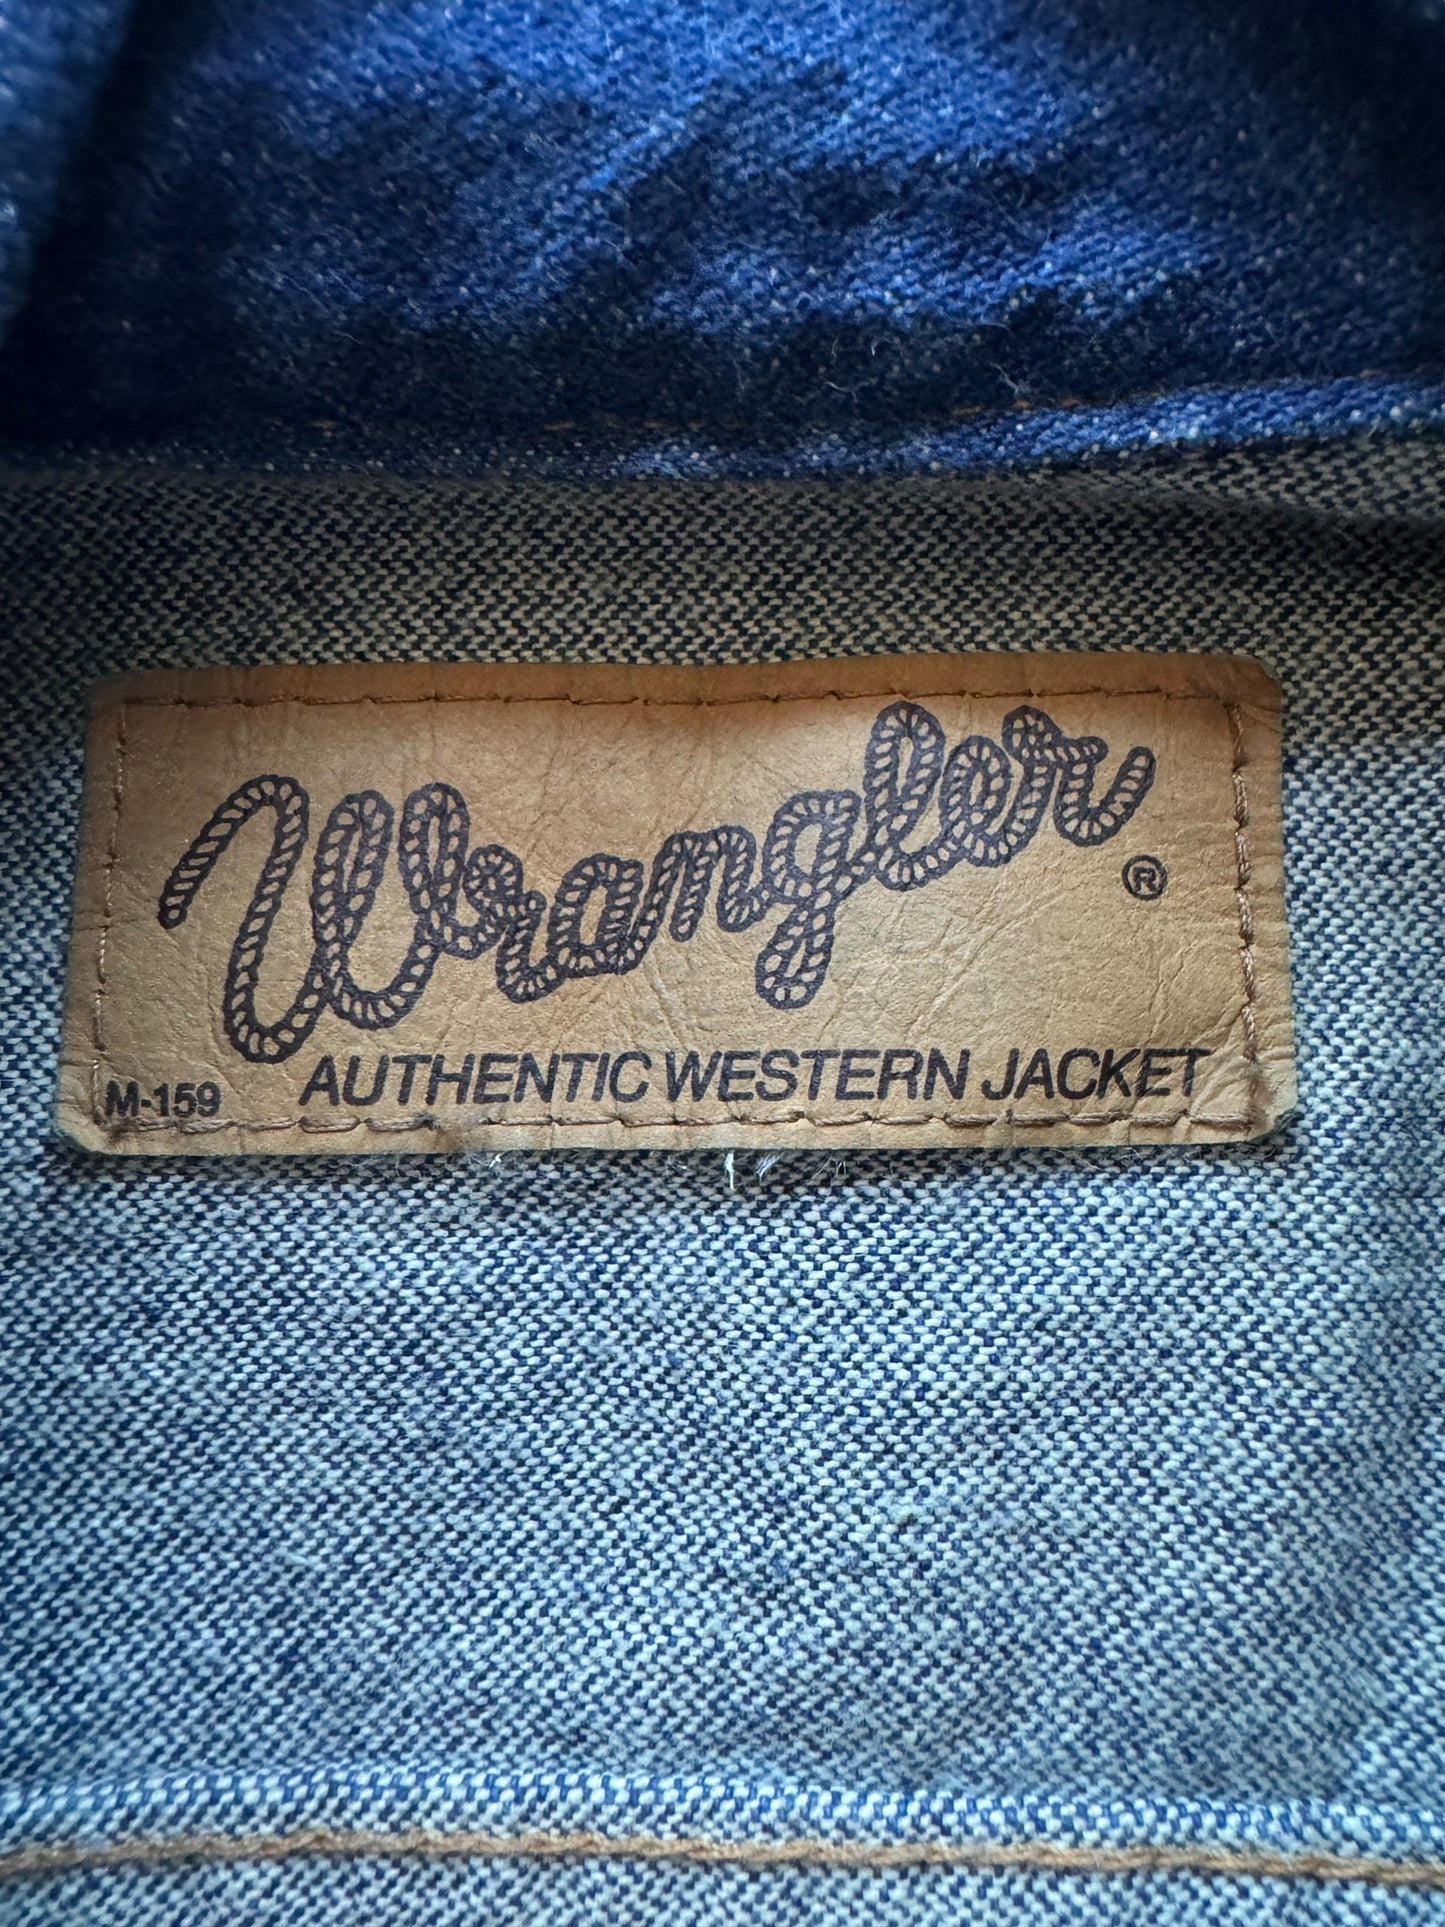 Wrangler ®
M-159 AUTHENTIC WESTERN JACKET